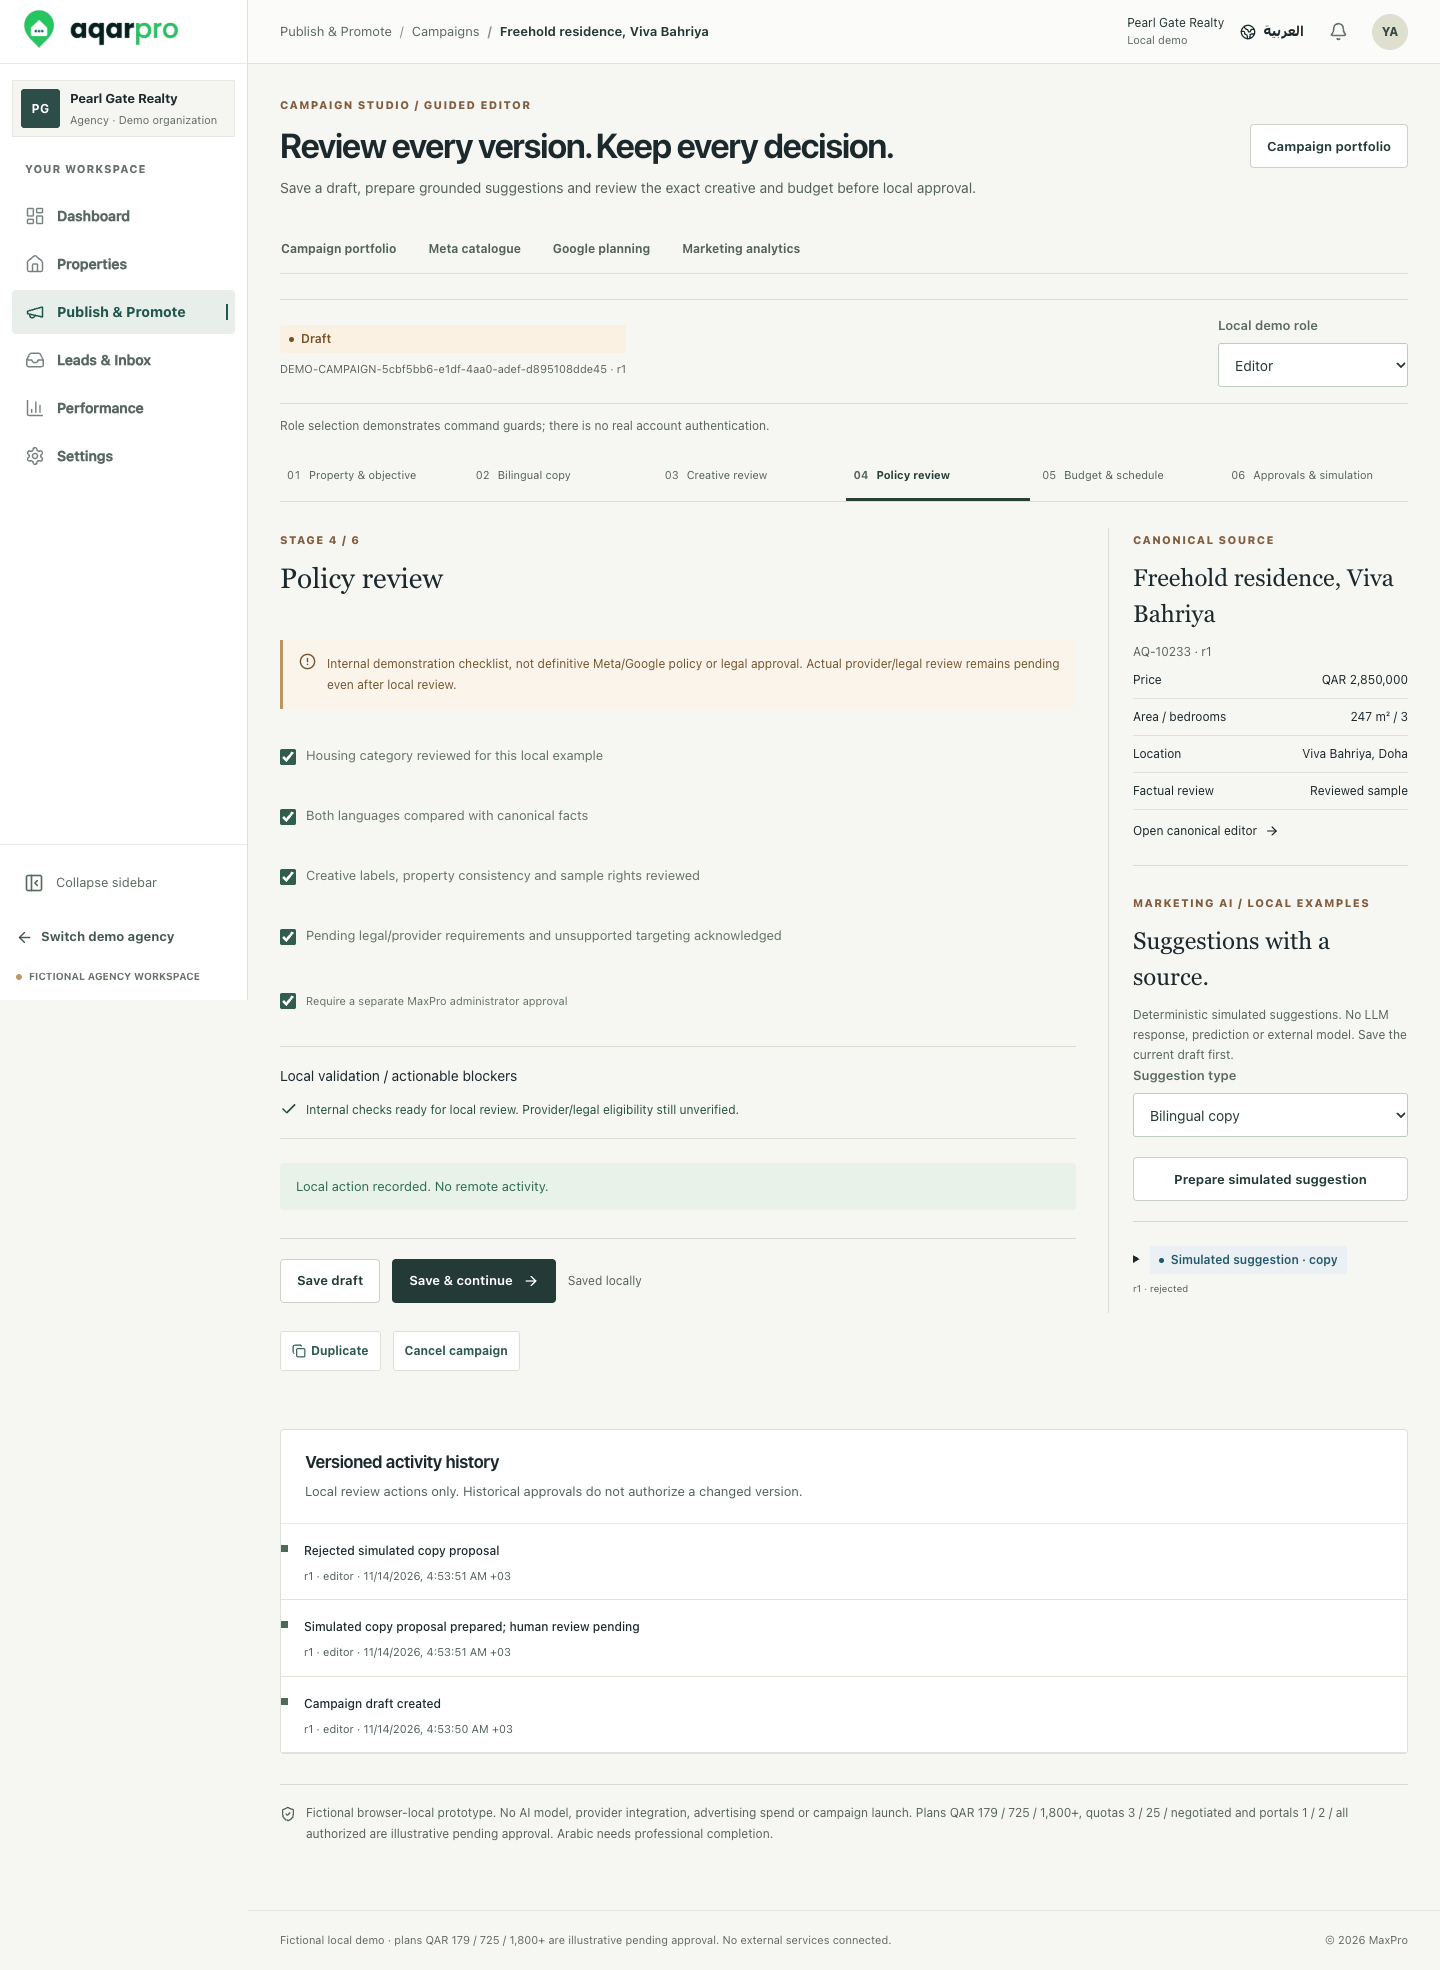 aqarpro
Publish & Promote / Campaigns / Freehold residence, Viva Bahriya
Pearl Gate Realty
Local demo
العربية
YA
PG
Pearl Gate Realty
Agency · Demo organization
YOUR WORKSPACE
Dashboard
Properties
Publish & Promote
Leads & Inbox
Performance
Settings
Collapse sidebar
Switch demo agency
FICTIONAL AGENCY WORKSPACE
CAMPAIGN STUDIO / GUIDED EDITOR
Review every version. Keep every decision.
Save a draft, prepare grounded suggestions and review the exact creative and budget before local approval.
Campaign portfolio
Campaign portfolio
Meta catalogue
Google planning
Marketing analytics
Draft
DEMO-CAMPAIGN-5cbf5bb6-e1df-4aa0-adef-d895108dde45 · r1
Local demo role
Editor
Role selection demonstrates command guards; there is no real account authentication.
01 Property & objective
02 Bilingual copy
03 Creative review
04 Policy review
05 Budget & schedule
06 Approvals & simulation
STAGE 4 / 6
Policy review
Internal demonstration checklist, not definitive Meta/Google policy or legal approval. Actual provider/legal review remains pending
even after local review.
Housing category reviewed for this local example
Both languages compared with canonical facts
Creative labels, property consistency and sample rights reviewed
Pending legal/provider requirements and unsupported targeting acknowledged
Require a separate MaxPro administrator approval
Local validation / actionable blockers
Internal checks ready for local review. Provider/legal eligibility still unverified.
Local action recorded. No remote activity.
Save draft
Save & continue
Saved locally
Duplicate
Cancel campaign
CANONICAL SOURCE
Freehold residence, Viva
Bahriya
AQ-10233 · r1
Price QAR 2,850,000
Area / bedrooms 247 m² / 3
Location Viva Bahriya, Doha
Factual review Reviewed sample
Open canonical editor
MARKETING AI / LOCAL EXAMPLES
Suggestions with a
source.
Deterministic simulated suggestions. No LLM
response, prediction or external model. Save the
current draft first.
Suggestion type
Bilingual copy
Prepare simulated suggestion
Simulated suggestion · copy
r1 · rejected
Versioned activity history
Local review actions only. Historical approvals do not authorize a changed version.
Rejected simulated copy proposal
r1 · editor · 11/14/2026, 4:53:51 AM +03
Simulated copy proposal prepared; human review pending
r1 · editor · 11/14/2026, 4:53:51 AM +03
Campaign draft created
r1 · editor · 11/14/2026, 4:53:50 AM +03
Fictional browser-local prototype. No AI model, provider integration, advertising spend or campaign launch. Plans QAR 179 / 725 / 1,800+, quotas 3 / 25 / negotiated and portals 1 / 2 / all
authorized are illustrative pending approval. Arabic needs professional completion.
Fictional local demo · plans QAR 179 / 725 / 1,800+ are illustrative pending approval. No external services connected.
© 2026 MaxPro